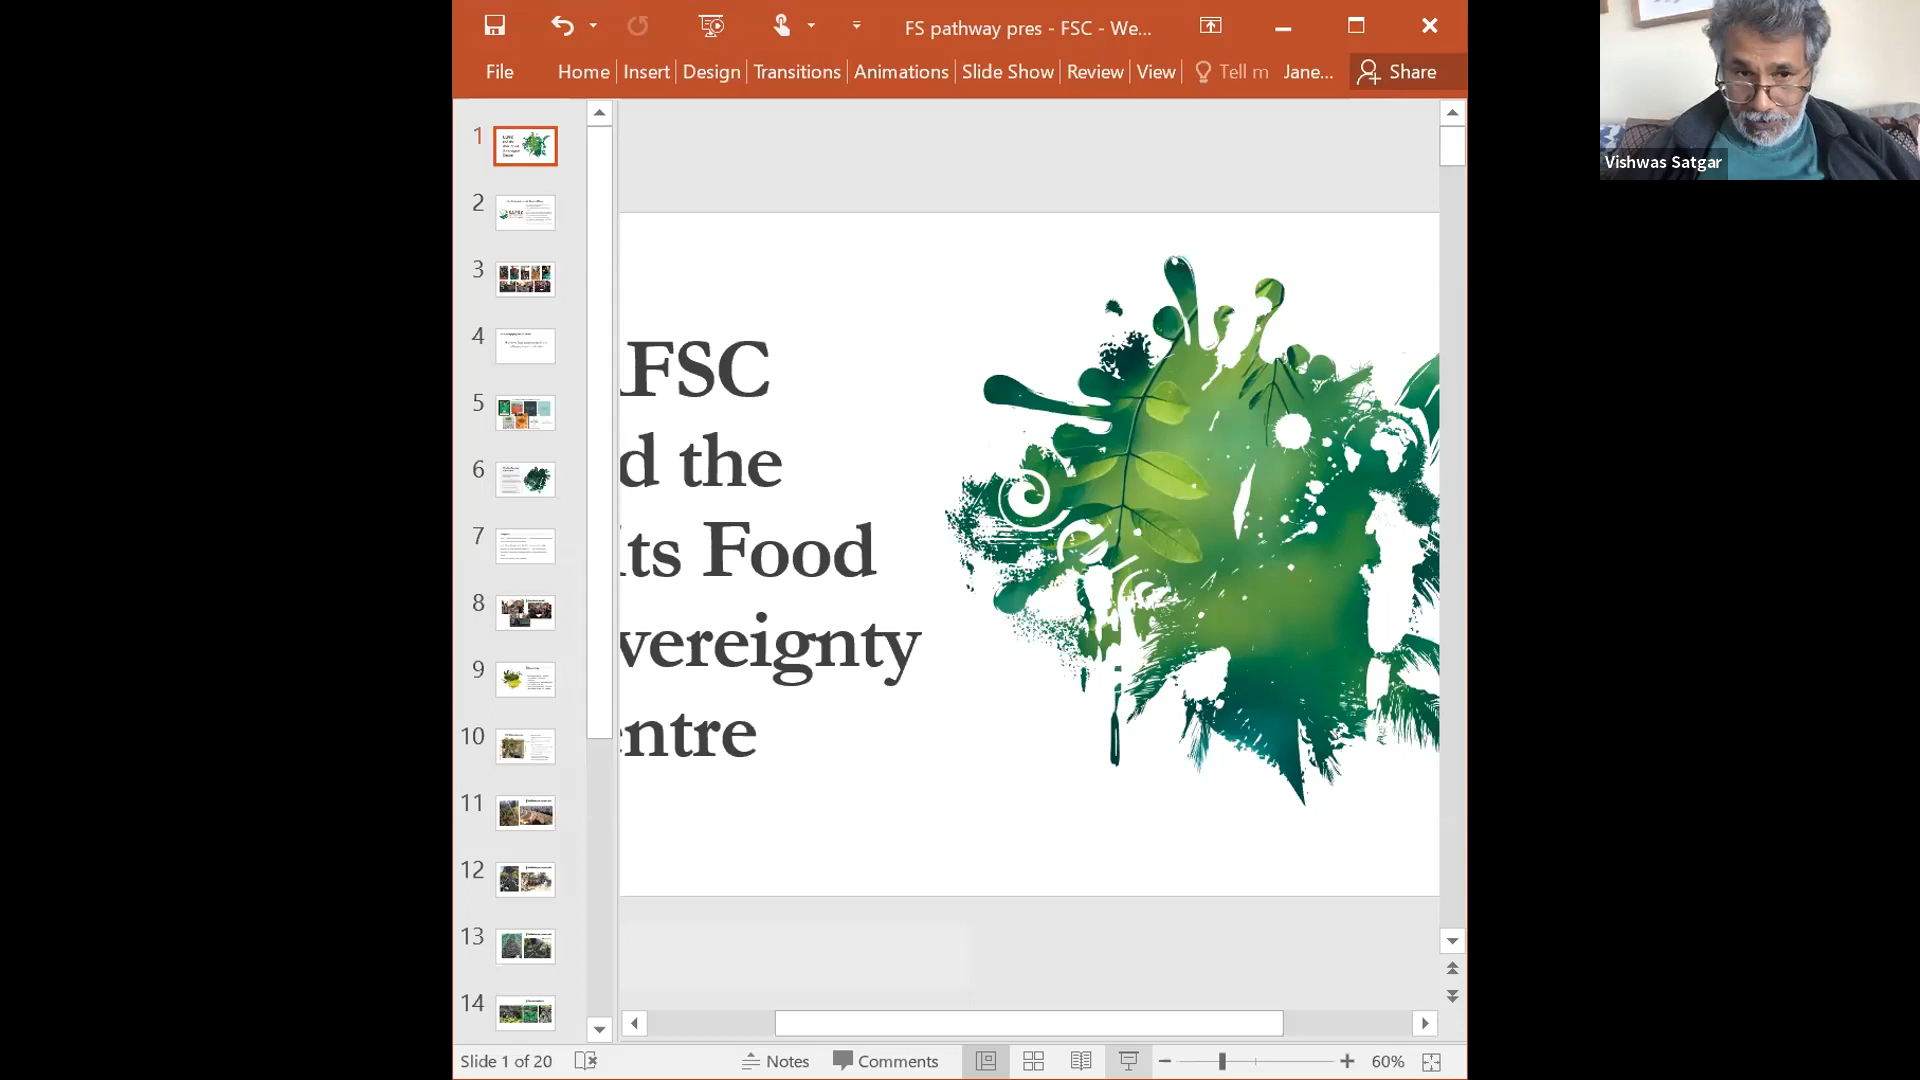 FS pathway pres - FSC - We...
File Home Insert Design Transitions Animations Slide Show Review View Tell m Jane... Share
Vishwas Satgar
1
2
3
4
5
6
7
8
9
10
11
12
13
14
FSC
d the
ts Food
vereignty
ntre
Slide 1 of 20 Notes Comments 60%